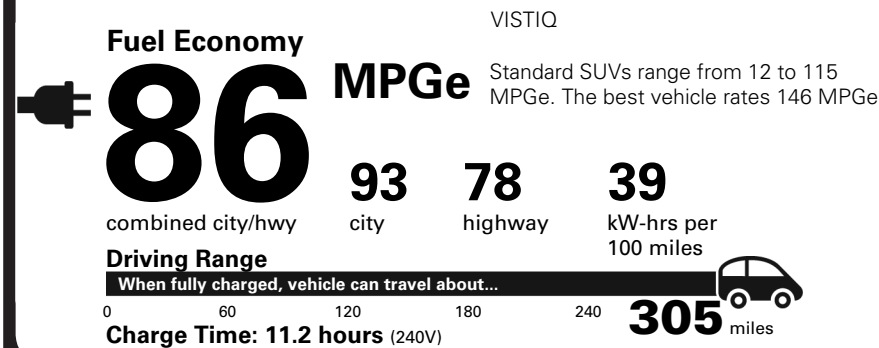 VISTIQ
Fuel Economy
86
MPGe
Standard SUVs range from 12 to 115
MPGe. The best vehicle rates 146 MPGe
93 78 39
combined city/hwy city highway kW-hrs per
100 miles
Driving Range
When fully charged, vehicle can travel about...
0 60 120 180 240 305 miles
Charge Time: 11.2 hours (240V)